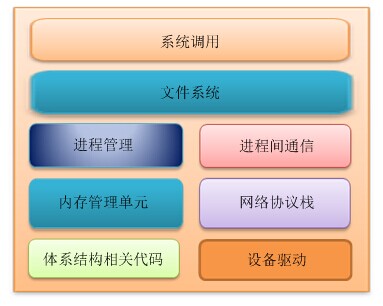 系统调用
文件系统
进程管理
进程间通信
内存管理单元
网络协议栈
体系结构相关代码
设备驱动